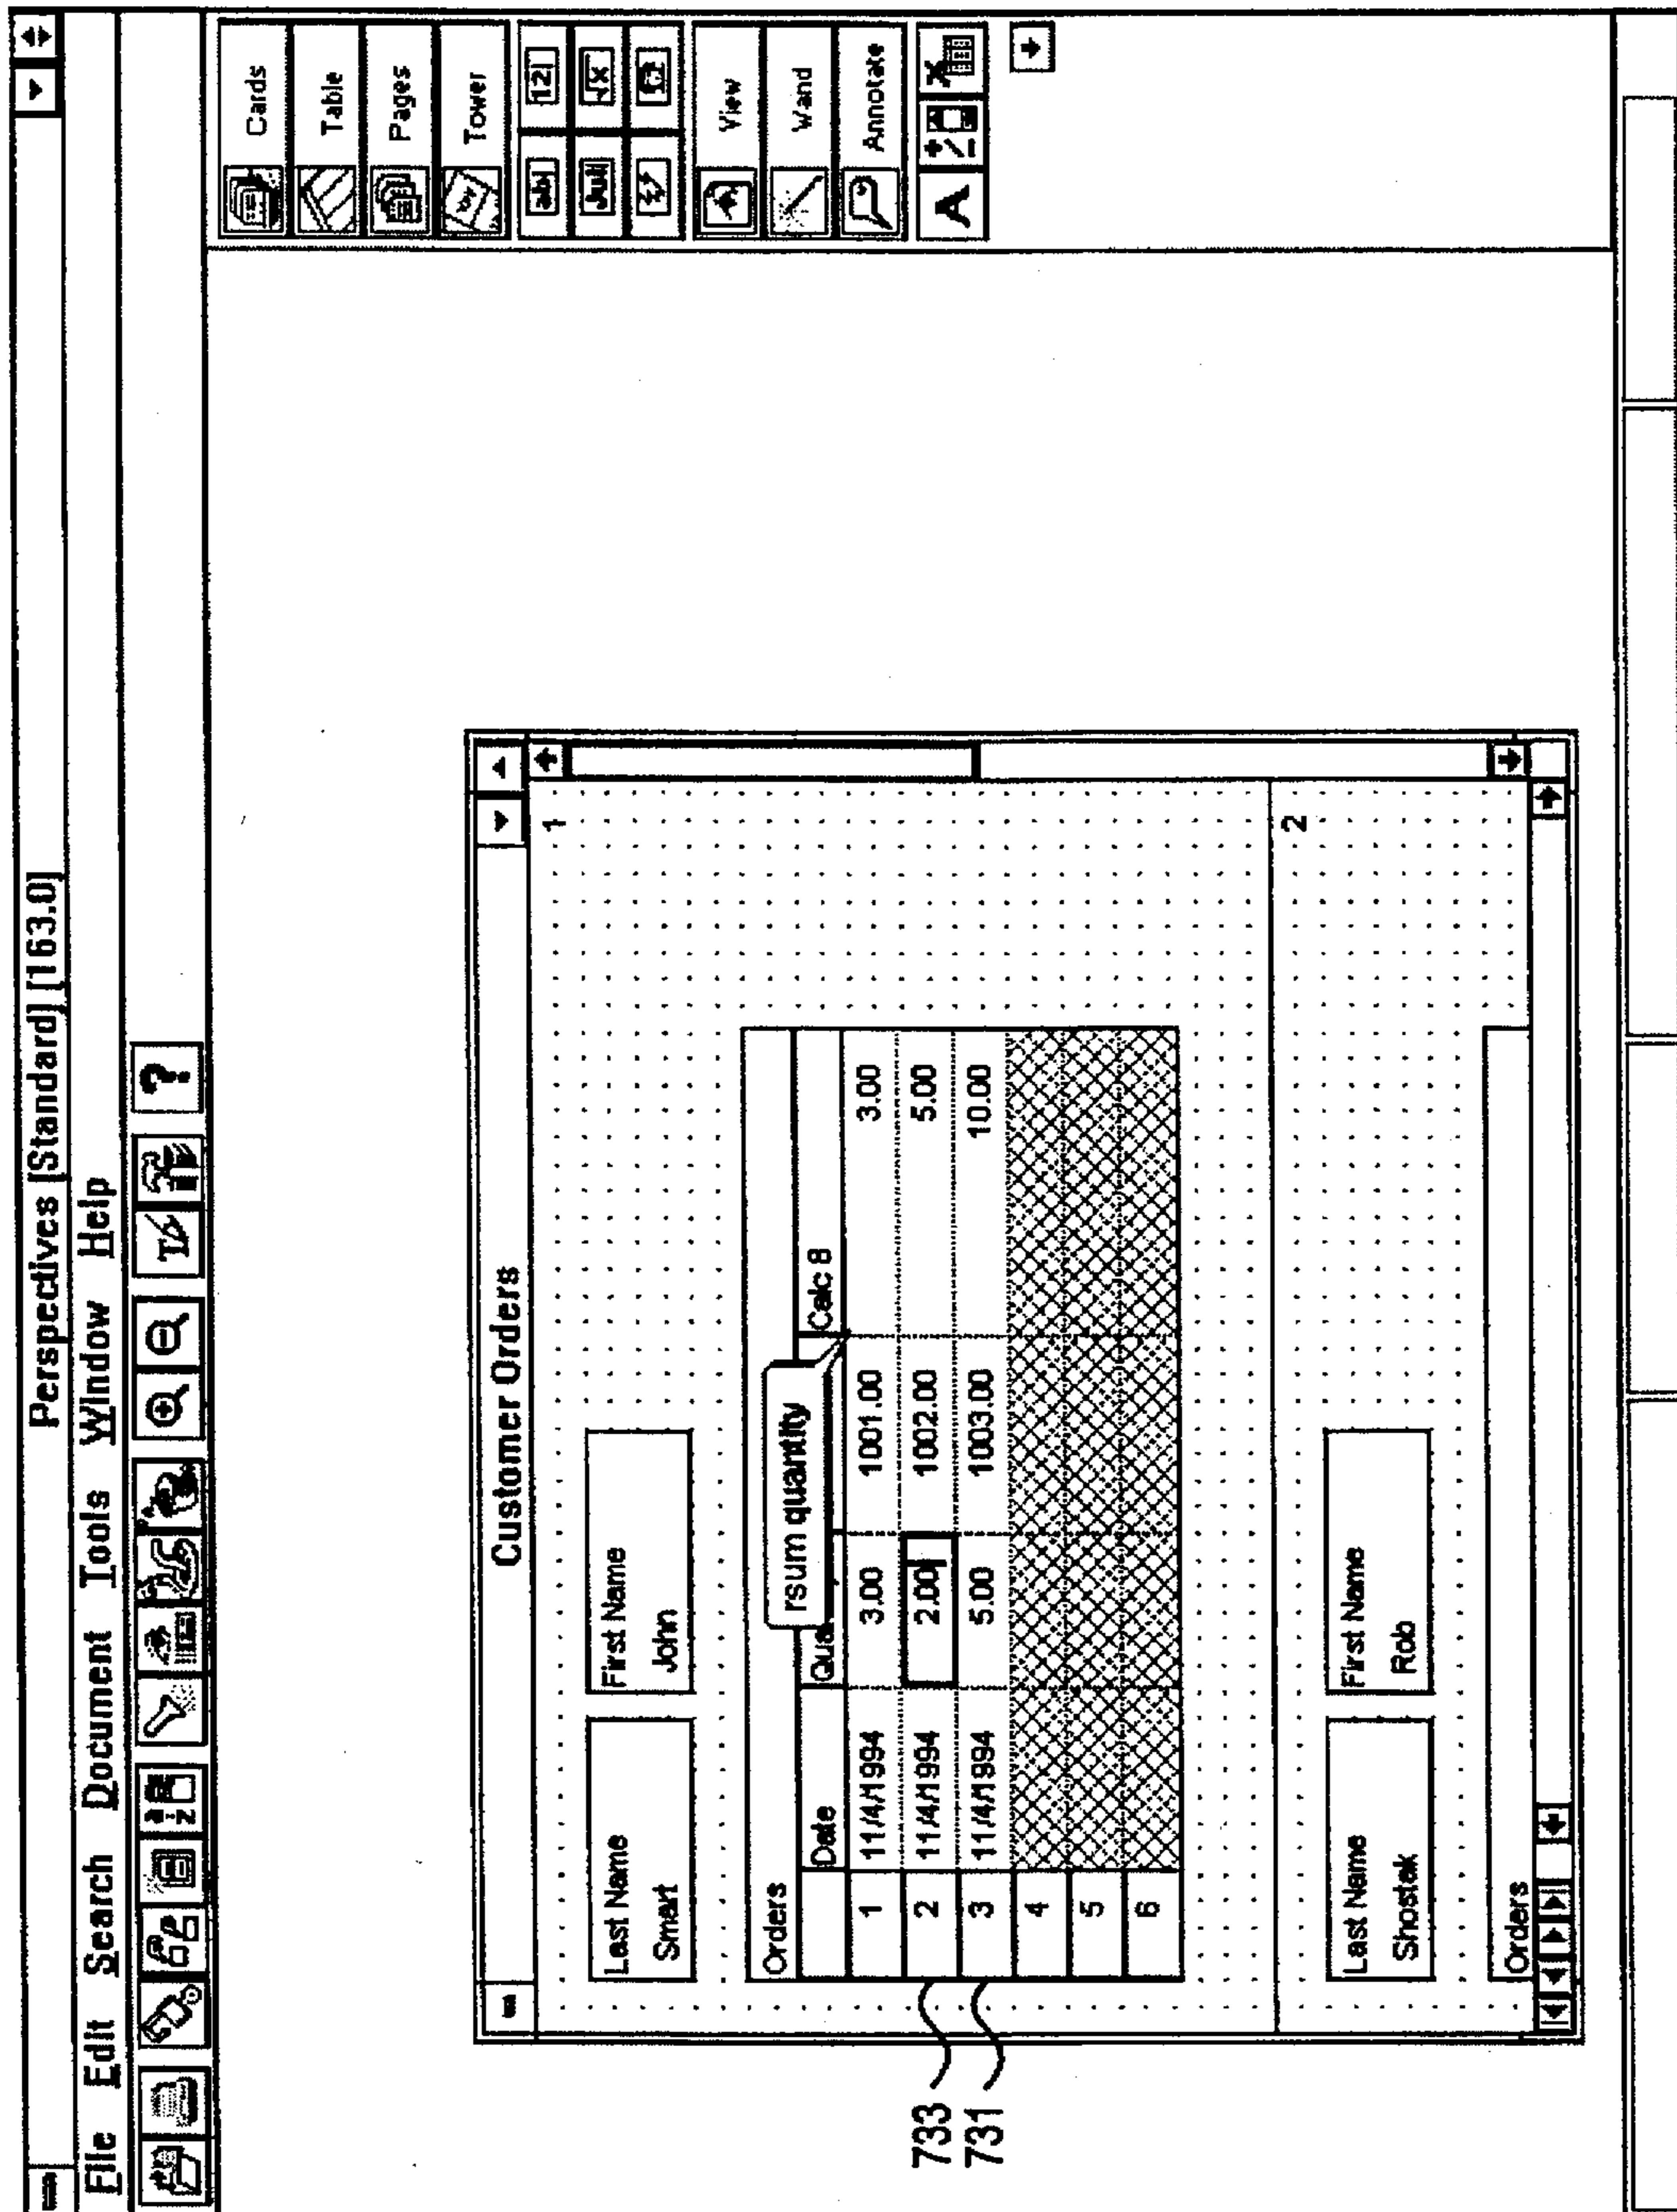 Perspectives [Standard] [163.0]
File Edit Search Document Tools Window Help
?
Cards
Table
Pages
Tower
ab| 12|
√x
View
Wand
Annotate
A
Customer Orders
1
Last Name
Smart
First Name
John
Orders
rsum quantity
Date Qua Calc 8
1 11/4/1994 3.00 1001.00 3.00
2 11/4/1994 2.00 1002.00 5.00
3 11/4/1994 5.00 1003.00 10.00
4
5
6
2
Last Name
Shostak
First Name
Rob
Orders
733
731